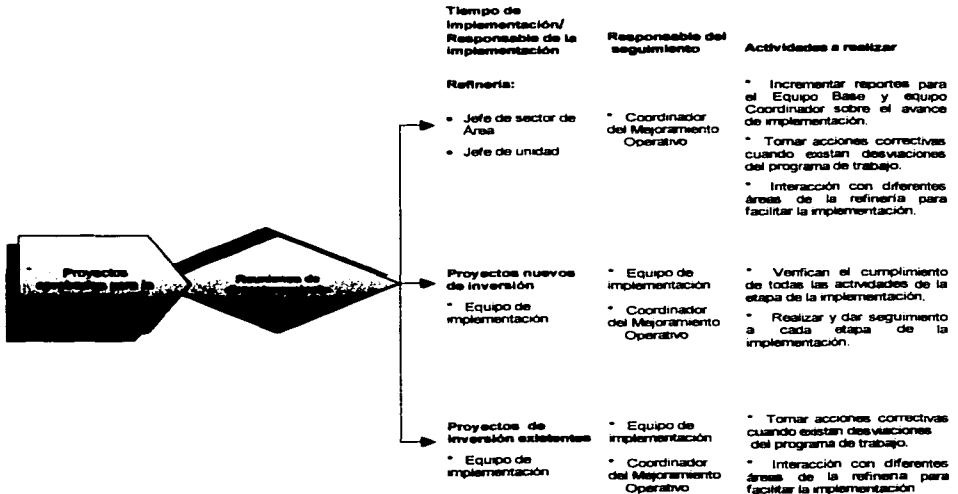 Tiempo de
Implementación/
Responsable de la
implementación
Responsable del
seguimiento
Actividades a realizar
Refinería:
• Jefe de sector de
Área
• Jefe de unidad
* Coordinador
del Mejoramiento
Operativo
* Incrementar reportes para
el Equipo Base y equipo
Coordinador sobre el avance
de implementación.
* Tomar acciones correctivas
cuando existan desviaciones
del programa de trabajo.
* Interacción con diferentes
áreas de la refinería para
facilitar la implementación.
Proyectos
aprobados para la
Reuniones de
Proyectos nuevos
de inversión
* Equipo de
implementación
* Equipo de
implementación
* Coordinador
del Mejoramiento
Operativo
* Verifican el cumplimiento
de todas las actividades de la
etapa de la implementación.
* Realizar y dar seguimiento
a cada etapa de la
implementación.
Proyectos de
inversión existentes
* Equipo de
implementación
* Equipo de
implementación
* Coordinador
del Mejoramiento
Operativo
* Tomar acciones correctivas
cuando existan desviaciones
del programa de trabajo.
* Interacción con diferentes
áreas de la refinería para
facilitar la implementación